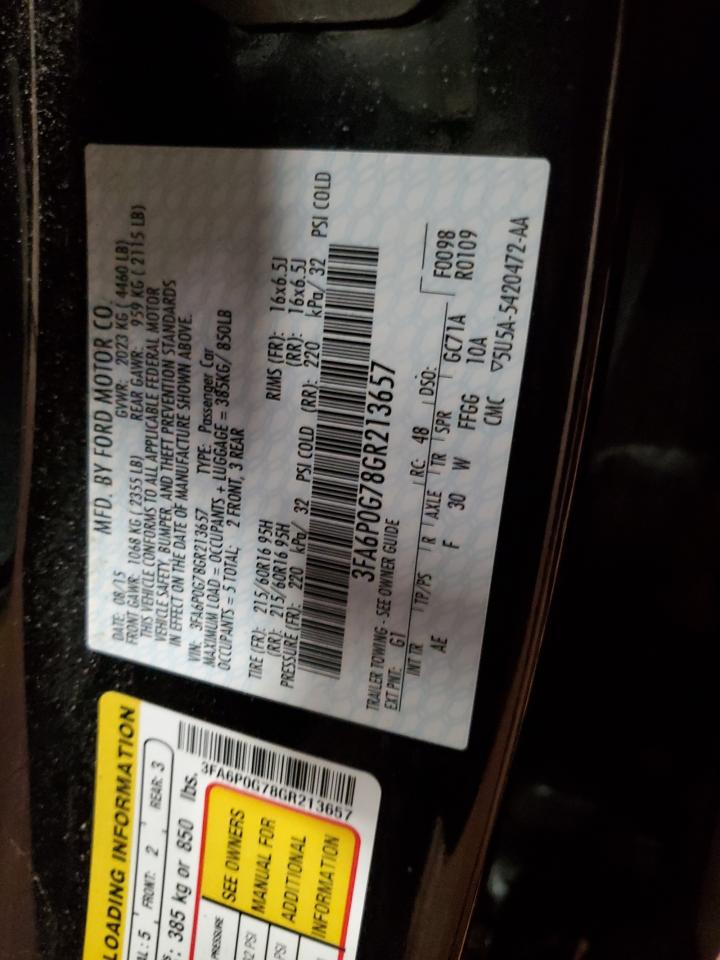 MFD. BY FORD MOTOR CO.
DATE: 08/15 GVWR: 2023 KG ( 4460 LB)
FRONT GAWR: 1068 KG ( 2355 LB) REAR GAWR: 959 KG ( 2115 LB)
THIS VEHICLE CONFORMS TO ALL APPLICABLE FEDERAL MOTOR
VEHICLE SAFETY, BUMPER, AND THEFT PREVENTION STANDARDS
IN EFFECT ON THE DATE OF MANUFACTURE SHOWN ABOVE.
VIN: 3FA6P0G78GR213657 TYPE: Passenger Car
MAXIMUM LOAD = OCCUPANTS + LUGGAGE = 385KG/ 850LB
OCCUPANTS = 5 TOTAL: 2 FRONT, 3 REAR
TIRE (FR): 215/60R16 95H RIMS (FR): 16x6.5J
(RR): 215/60R16 95H (RR): 16x6.5J
PRESSURE (FR): 220 kPa/ 32 PSI COLD (RR): 220 kPa/ 32 PSI COLD
3FA6P0G78GR213657
TRAILER TOWING - SEE OWNER GUIDE
EXT PNT: G1 RC: 48 DSO: F0098
INT TR TP/PS R AXLE TR SPR GC71A R0109
AE F 30 W FFGG 10A
CMC ▽5U5A-5420472-AA
LOADING INFORMATION
AL: 5 FRONT: 2 REAR: 3
s: 385 kg or 850 lbs.
3FA6P0G78GR213657
PRESSURE
SEE OWNERS
MANUAL FOR
ADDITIONAL
INFORMATION
PSI
PSI